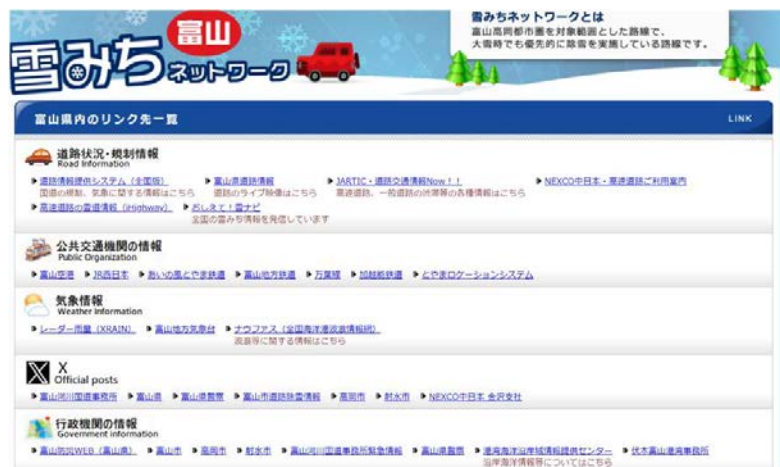 雪みち富山ネットワーク
雪みちネットワークとは
富山高岡都市圏を対象範囲とした路線で、
大雪時でも優先的に除雪を実施している路線です。
富山県内のリンク先一覧 LINK
道路状況・規制情報
Road Information
道路情報提供システム（全国版） 富山県道路情報 JARTIC・道路交通情報Now！！ NEXCO中日本・高速道路ご利用案内
国道の規制、気象に関する情報はこちら 道路のライブ映像はこちら 高速道路、一般道路の渋滞等の各種情報はこちら
高速道路の雪道情報（iHighway） おしえて！雪ナビ
全国の雪みち情報を発信しています
公共交通機関の情報
Public Organization
富山空港 JR西日本 あいの風とやま鉄道 富山地方鉄道 万葉線 加越能鉄道 とやまロケーションシステム
気象情報
Weather Information
レーダー雨量（XRAIN） 富山地方気象台 ナウファス（全国海洋波浪情報網）
波浪等に関する情報はこちら
X
Official posts
富山河川国道事務所 富山県 富山県警察 富山市道路除雪情報 高岡市 射水市 NEXCO中日本 金沢支社
行政機関の情報
Government information
富山防災WEB（富山県） 富山市 高岡市 射水市 富山河川国道事務所緊急情報 富山県警察 港湾海洋沿岸域情報提供センター 伏木富山港湾事務所
沿岸海洋情報等についてはこちら